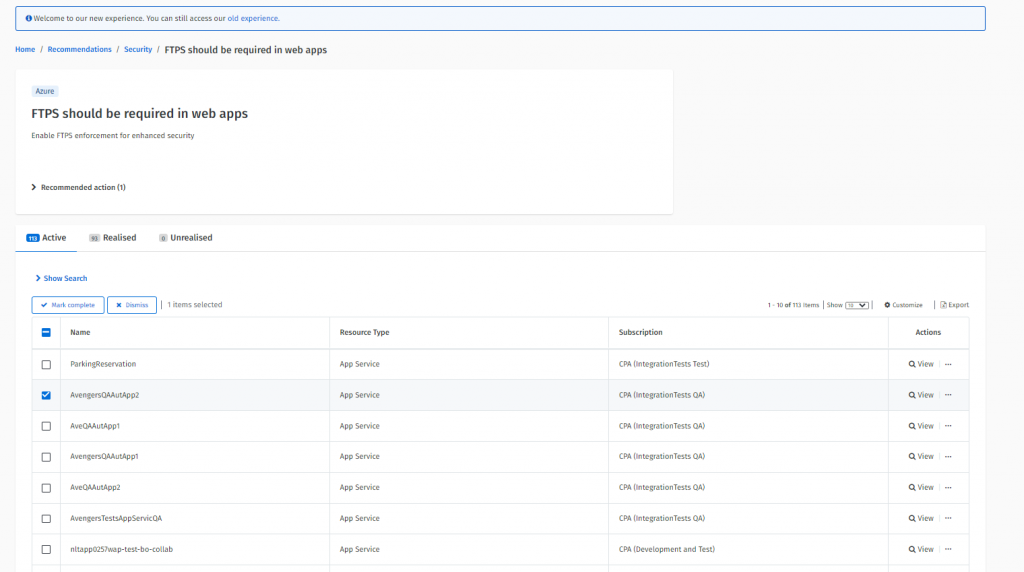 Welcome to our new experience. You can still access our old experience.
Home / Recommendations / Security / FTPS should be required in web apps
Azure
FTPS should be required in web apps
Enable FTPS enforcement for enhanced security
Recommended action (1)
113 Active 93 Realised 0 Unrealised
Show Search
Mark complete Dismiss | 1 items selected 1 - 10 of 113 Items | Show 10 | Customize | Export
Name Resource Type Subscription Actions
ParkingReservation App Service CPA (IntegrationTests Test) View ...
AvengersQAAutApp2 App Service CPA (IntegrationTests QA) View ...
AveQAAutApp1 App Service CPA (IntegrationTests QA) View ...
AvengersQAAutApp1 App Service CPA (IntegrationTests QA) View ...
AveQAAutApp2 App Service CPA (IntegrationTests QA) View ...
AvengersTestsAppServicQA App Service CPA (IntegrationTests QA) View ...
nltapp0257wap-test-bo-collab App Service CPA (Development and Test) View ...